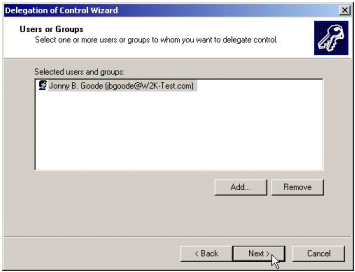 Delegation of Control Wizard
Users or Groups
Select one or more users or groups to whom you want to delegate control.
Selected users and groups:
Jonny B. Goode (jbgoode@W2K-Test.com)
Add...
Remove
< Back
Next >
Cancel